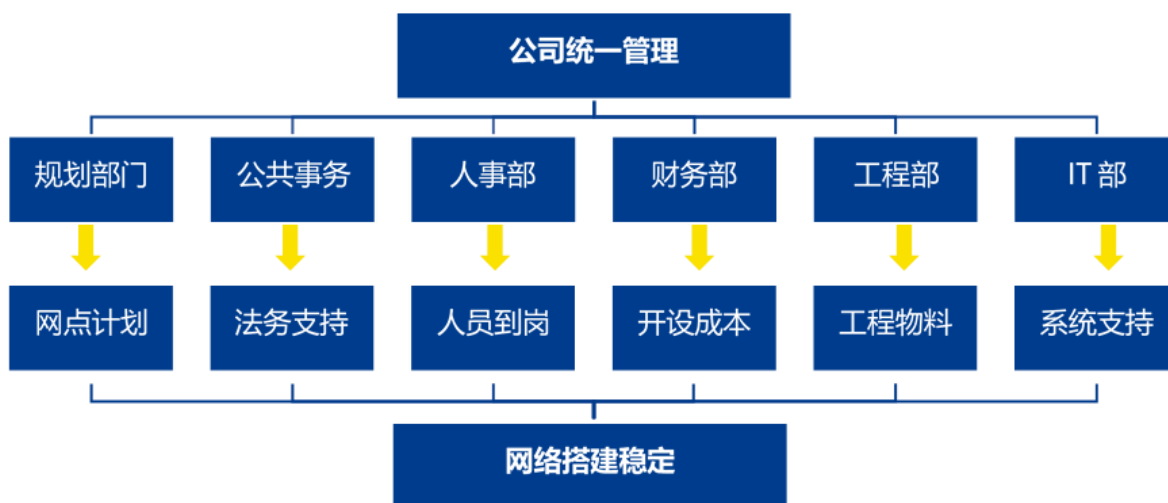 公司统一管理
规划部门
公共事务
人事部
财务部
工程部
IT 部
网点计划
法务支持
人员到岗
开设成本
工程物料
系统支持
网络搭建稳定